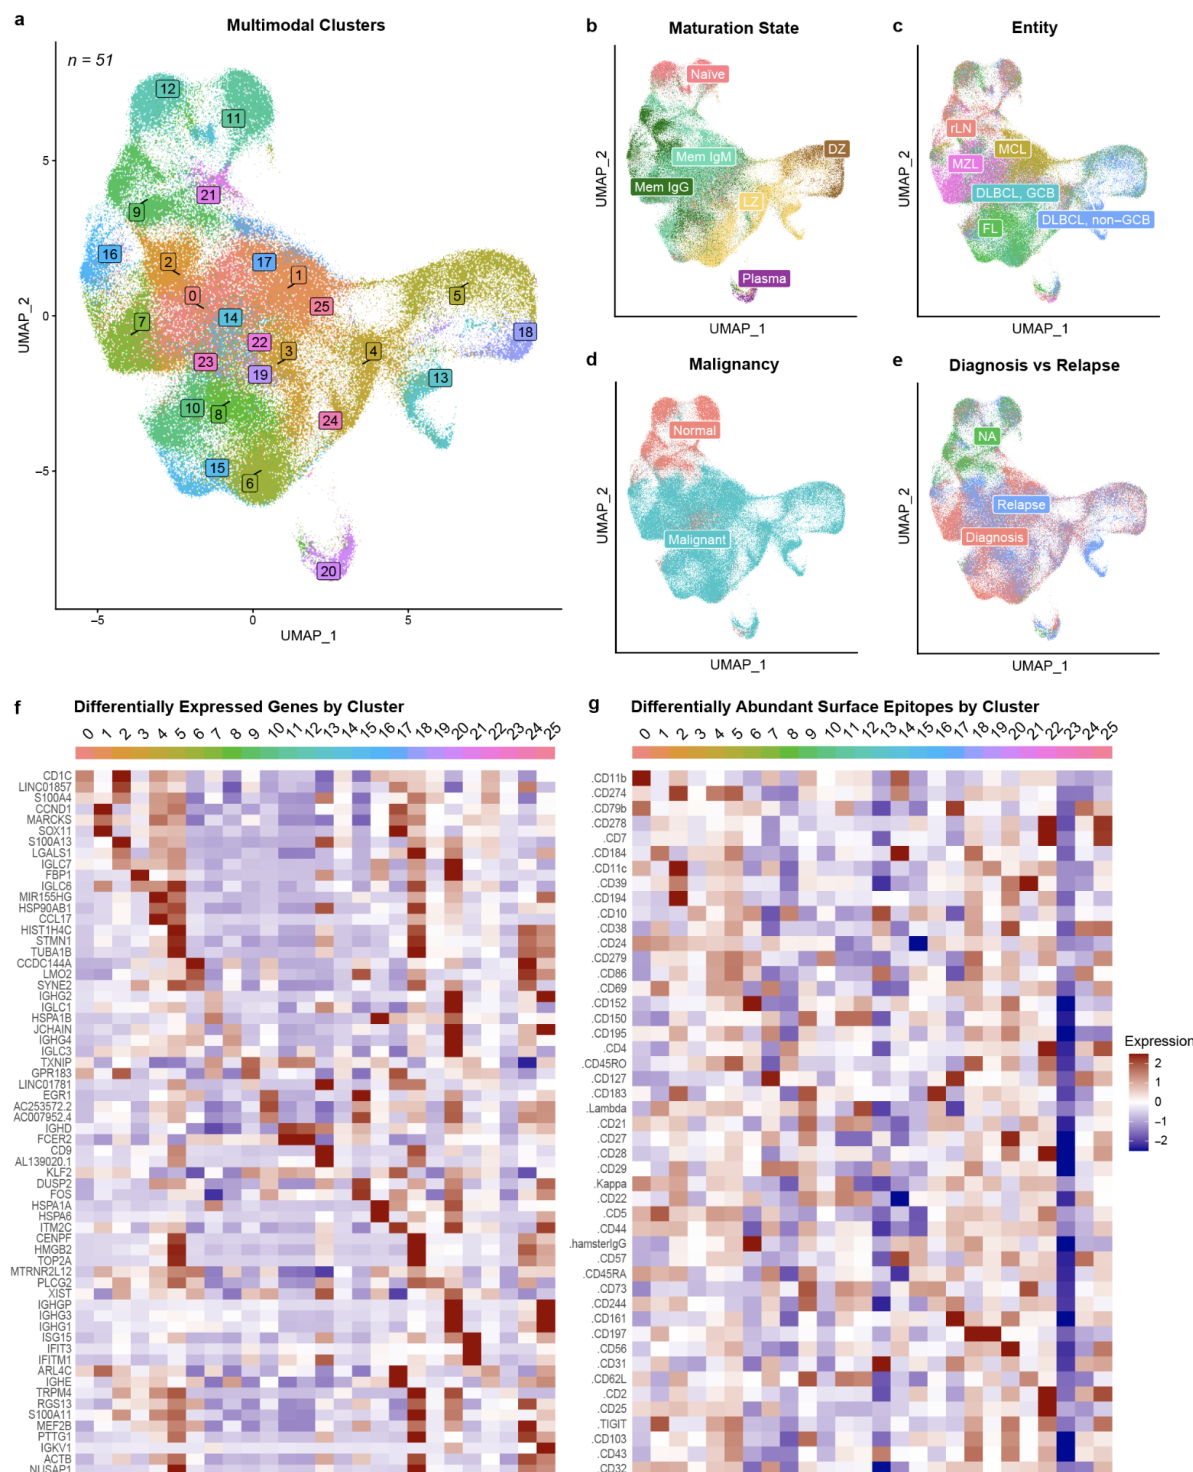 a
Multimodal Clusters
n = 51
12
11
21
9
16
2
17
1
0
5
25
14
7
18
22
3
4
23
19
13
10
8
24
15
6
20
5
0
−5
−5
0
5
UMAP_1
UMAP_2
b
Maturation State
Naïve
Mem IgM
DZ
Mem IgG
LZ
Plasma
UMAP_1
UMAP_2
c
Entity
rLN
MCL
MZL
DLBCL, GCB
DLBCL, non−GCB
FL
UMAP_1
UMAP_2
d
Malignancy
Normal
Malignant
UMAP_1
UMAP_2
e
Diagnosis vs Relapse
NA
Relapse
Diagnosis
UMAP_1
UMAP_2
f
Differentially Expressed Genes by Cluster
0 1 2 3 4 5 6 7 8 9 10 11 12 13 14 15 16 17 18 19 20 21 22 23 24 25
CD1C
LINC01857
S100A4
CCND1
MARCKS
SOX11
S100A13
LGALS1
IGLC7
FBP1
IGLC6
MIR155HG
HSP90AB1
CCL17
HIST1H4C
STMN1
TUBA1B
CCDC144A
LMO2
SYNE2
IGHG2
IGLC1
HSPA1B
JCHAIN
IGHG4
IGLC3
TXNIP
GPR183
LINC01781
EGR1
AC253572.2
AC007952.4
IGHD
FCER2
CD9
AL139020.1
KLF2
DUSP2
FOS
HSPA1A
HSPA6
ITM2C
CENPF
HMGB2
TOP2A
MTRNR2L12
PLCG2
XIST
IGHGP
IGHG3
IGHG1
ISG15
IFIT3
IFITM1
ARL4C
IGHE
TRPM4
RGS13
S100A11
MEF2B
PTTG1
IGKV1
ACTB
NUSAP1
g
Differentially Abundant Surface Epitopes by Cluster
0 1 2 3 4 5 6 7 8 9 10 11 12 13 14 15 16 17 18 19 20 21 22 23 24 25
.CD11b
.CD274
.CD79b
.CD278
.CD7
.CD184
.CD11c
.CD39
.CD194
.CD10
.CD38
.CD24
.CD279
.CD86
.CD69
.CD152
.CD150
.CD195
.CD4
.CD45RO
.CD127
.CD183
.Lambda
.CD21
.CD27
.CD28
.CD29
.Kappa
.CD22
.CD5
.CD44
.hamsterIgG
.CD57
.CD45RA
.CD73
.CD244
.CD161
.CD197
.CD56
.CD31
.CD62L
.CD2
.CD25
.TIGIT
.CD103
.CD43
.CD32
Expression
2
1
0
−1
−2